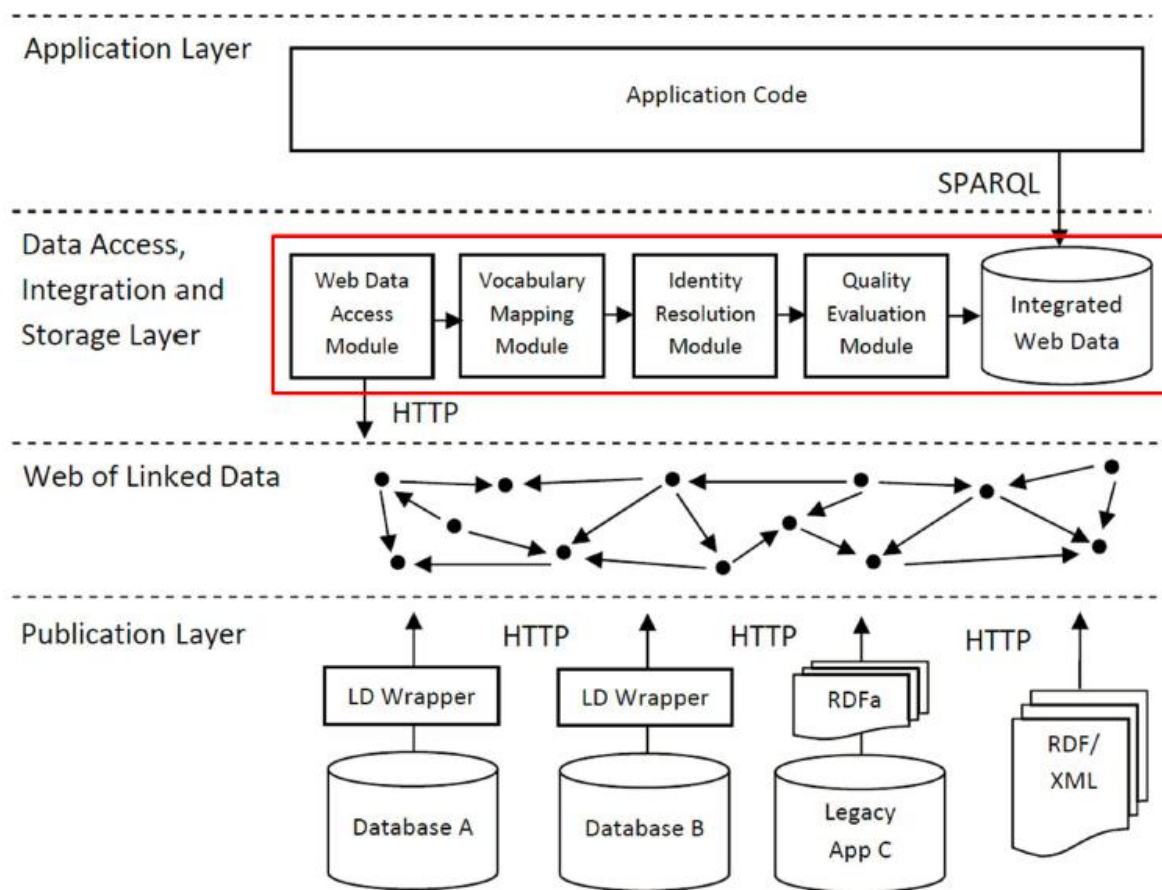 Application Layer
Application Code
SPARQL
Data Access,
Integration and
Storage Layer
Web Data
Access
Module
Vocabulary
Mapping
Module
Identity
Resolution
Module
Quality
Evaluation
Module
Integrated
Web Data
HTTP
Web of Linked Data
Publication Layer
HTTP
HTTP
HTTP
LD Wrapper
LD Wrapper
RDFa
RDF/
XML
Database A
Database B
Legacy
App C